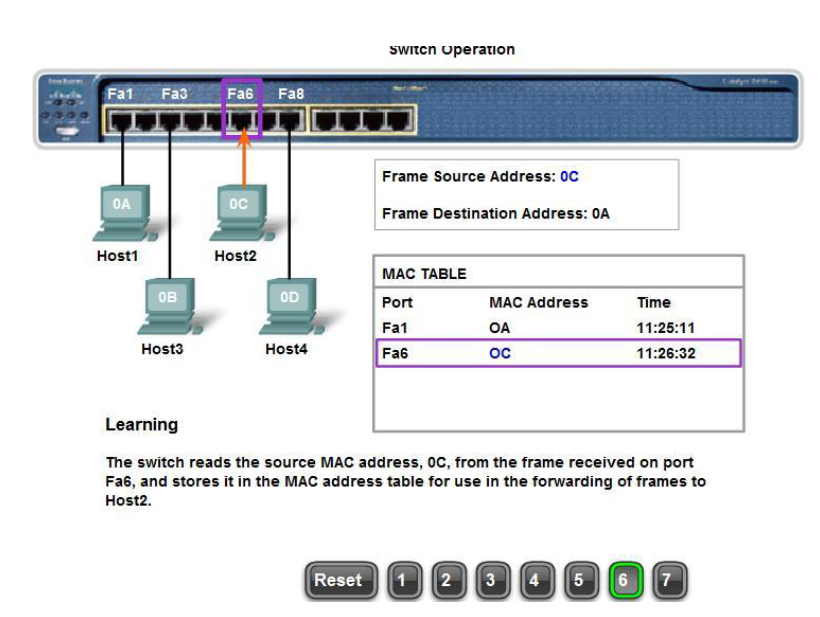 Switch Operation
Fa1 Fa3 Fa6 Fa8
0A
0C
Host1 Host2
0B
0D
Host3 Host4
Frame Source Address: 0C
Frame Destination Address: 0A
MAC TABLE
Port MAC Address Time
Fa1 OA 11:25:11
Fa6 OC 11:26:32
Learning
The switch reads the source MAC address, 0C, from the frame received on port
Fa6, and stores it in the MAC address table for use in the forwarding of frames to
Host2.
Reset 1 2 3 4 5 6 7